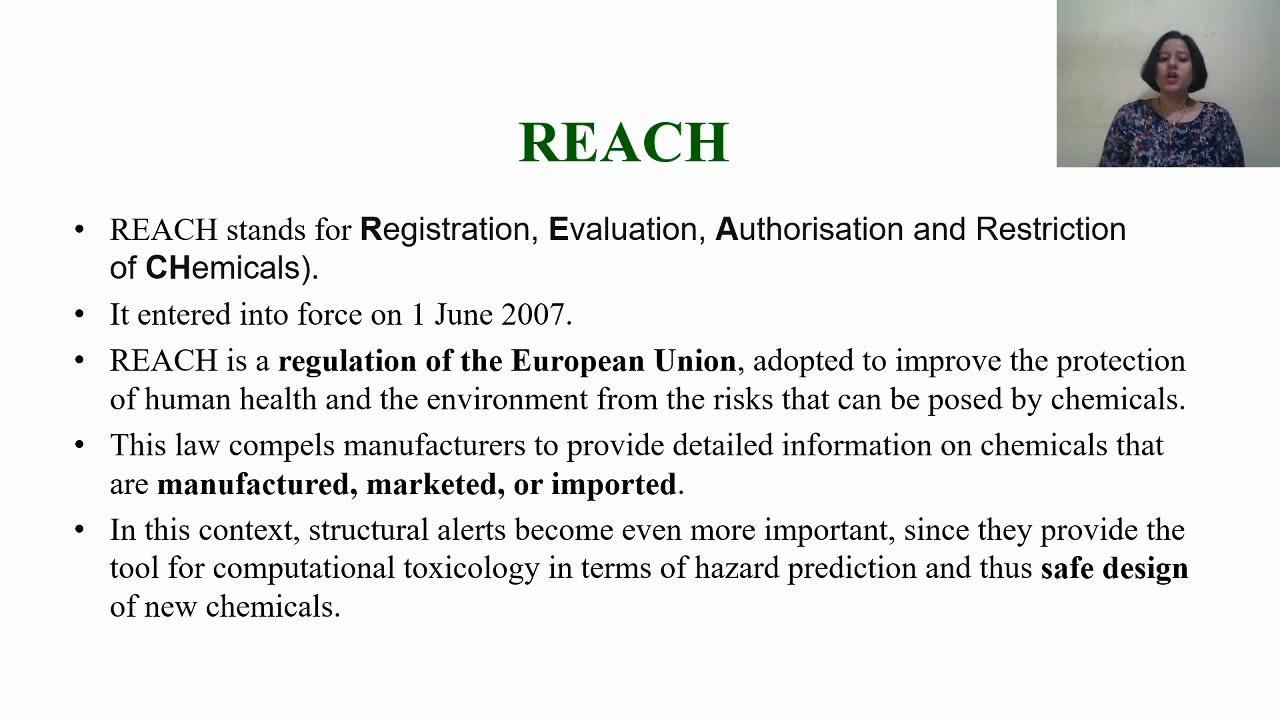 REACH
• REACH stands for Registration, Evaluation, Authorisation and Restriction
of CHemicals).
• It entered into force on 1 June 2007.
• REACH is a regulation of the European Union, adopted to improve the protection
of human health and the environment from the risks that can be posed by chemicals.
• This law compels manufacturers to provide detailed information on chemicals that
are manufactured, marketed, or imported.
• In this context, structural alerts become even more important, since they provide the
tool for computational toxicology in terms of hazard prediction and thus safe design
of new chemicals.